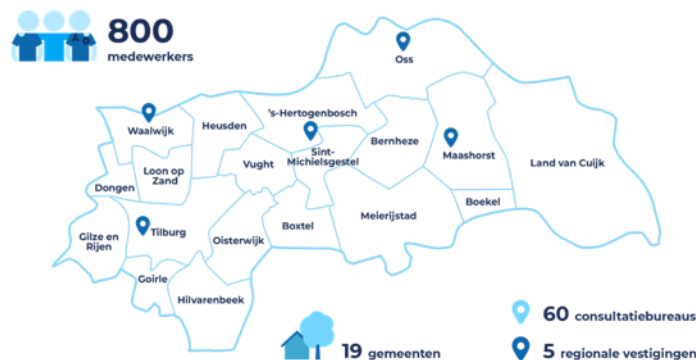 800
medewerkers
Oss
's-Hertogenbosch
Waalwijk
Heusden
Sint-
Michielsgestel
Bernheze
Maashorst
Land van Cuijk
Loon op
Zand
Vught
Dongen
Boekel
Meierijstad
Boxtel
Gilze en
Rijen
Tilburg
Oisterwijk
Goirle
Hilvarenbeek
60 consultatiebureaus
19 gemeenten
5 regionale vestigingen